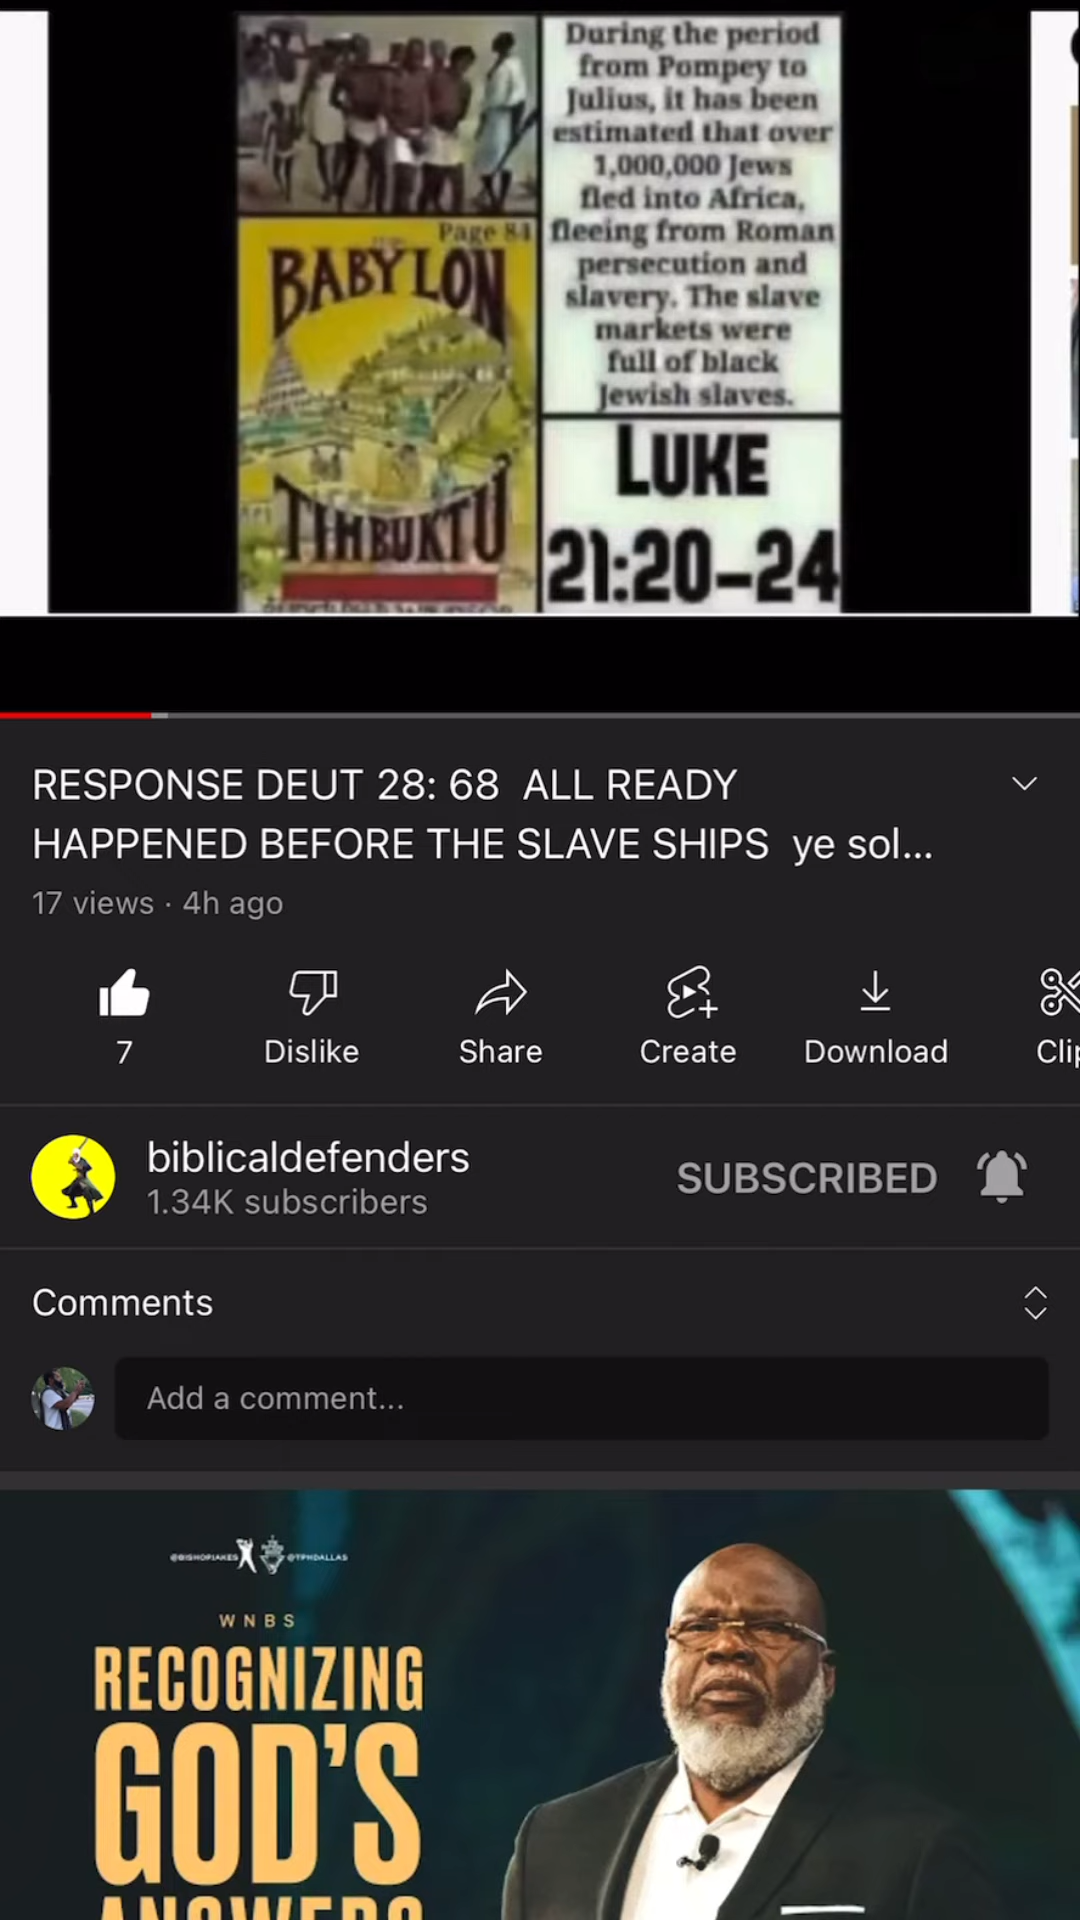 During the period
from Pompey to
Julius, it has been
estimated that over
1,000,000 Jews
fled into Africa,
fleeing from Roman
persecution and
slavery. The slave
markets were
full of black
Jewish slaves.
Page 84
BABYLON
TIMBUKTU
LUKE
21:20-24
RESPONSE DEUT 28: 68 ALL READY
HAPPENED BEFORE THE SLAVE SHIPS ye sol...
17 views · 4h ago
7
Dislike
Share
Create
Download
Clip
biblicaldefenders
1.34K subscribers
SUBSCRIBED
Comments
Add a comment...
@BISHOPJAKES @TPHDALLAS
WNBS
RECOGNIZING
GOD'S
ANSWERS